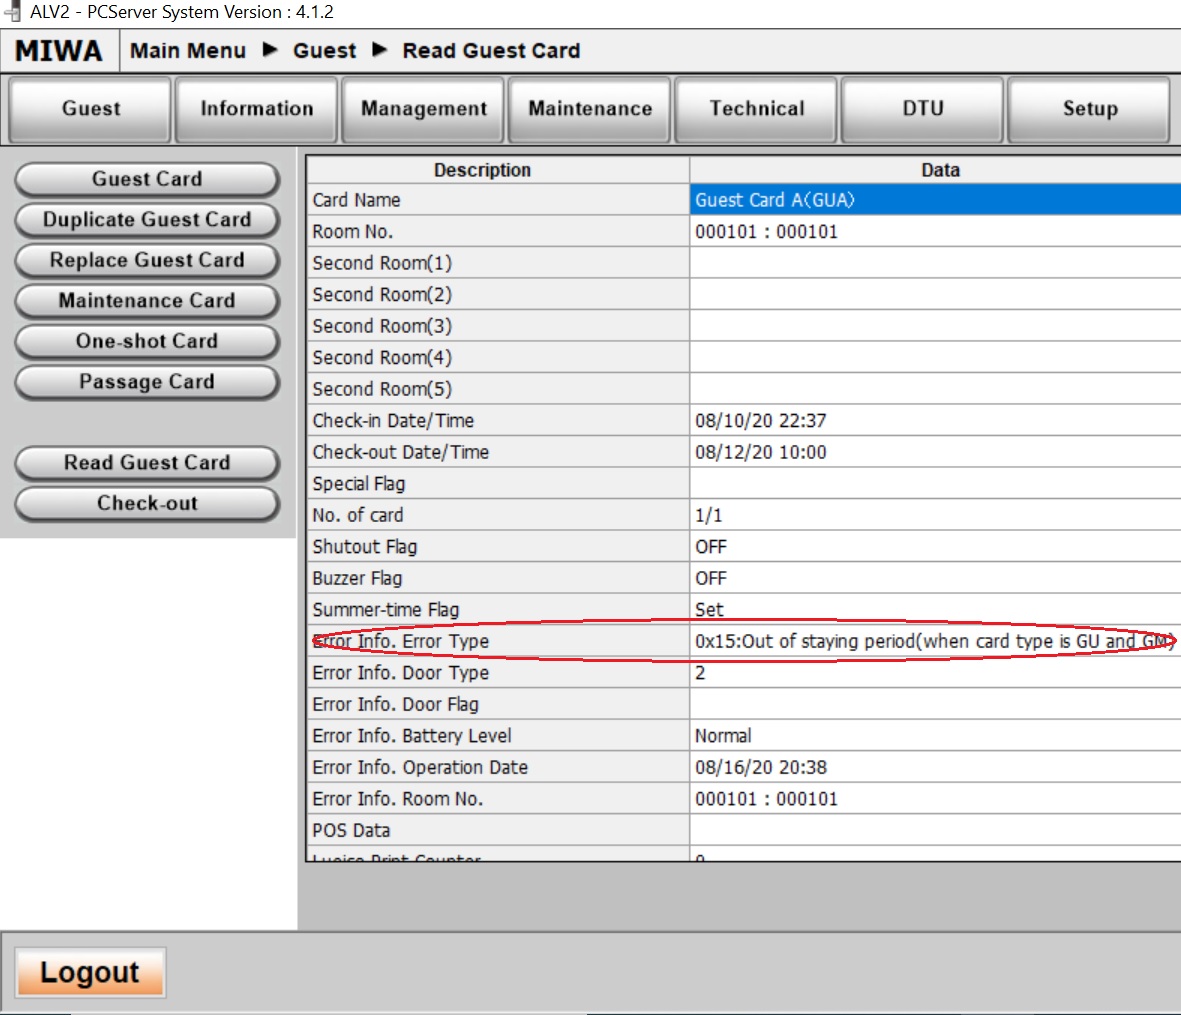 ALV2 - PCServer System Version : 4.1.2
MIWA Main Menu ▶ Guest ▶ Read Guest Card
Guest Information Management Maintenance Technical DTU Setup
Guest Card
Duplicate Guest Card
Replace Guest Card
Maintenance Card
One-shot Card
Passage Card
Read Guest Card
Check-out
Description Data
Card Name Guest Card A(GUA)
Room No. 000101 : 000101
Second Room(1)
Second Room(2)
Second Room(3)
Second Room(4)
Second Room(5)
Check-in Date/Time 08/10/20 22:37
Check-out Date/Time 08/12/20 10:00
Special Flag
No. of card 1/1
Shutout Flag OFF
Buzzer Flag OFF
Summer-time Flag Set
Error Info. Error Type 0x15:Out of staying period(when card type is GU and GM)
Error Info. Door Type 2
Error Info. Door Flag
Error Info. Battery Level Normal
Error Info. Operation Date 08/16/20 20:38
Error Info. Room No. 000101 : 000101
POS Data
Print Counter
Logout